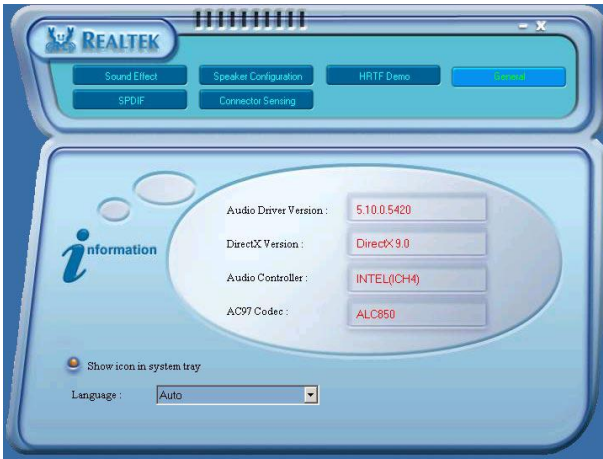 REALTEK
Sound Effect
Speaker Configuration
HRTF Demo
General
SPDIF
Connector Sensing
information
Audio Driver Version :
5.10.0.5420
DirectX Version :
DirectX 9.0
Audio Controller :
INTEL(ICH4)
AC97 Codec :
ALC850
Show icon in system tray
Language :
Auto